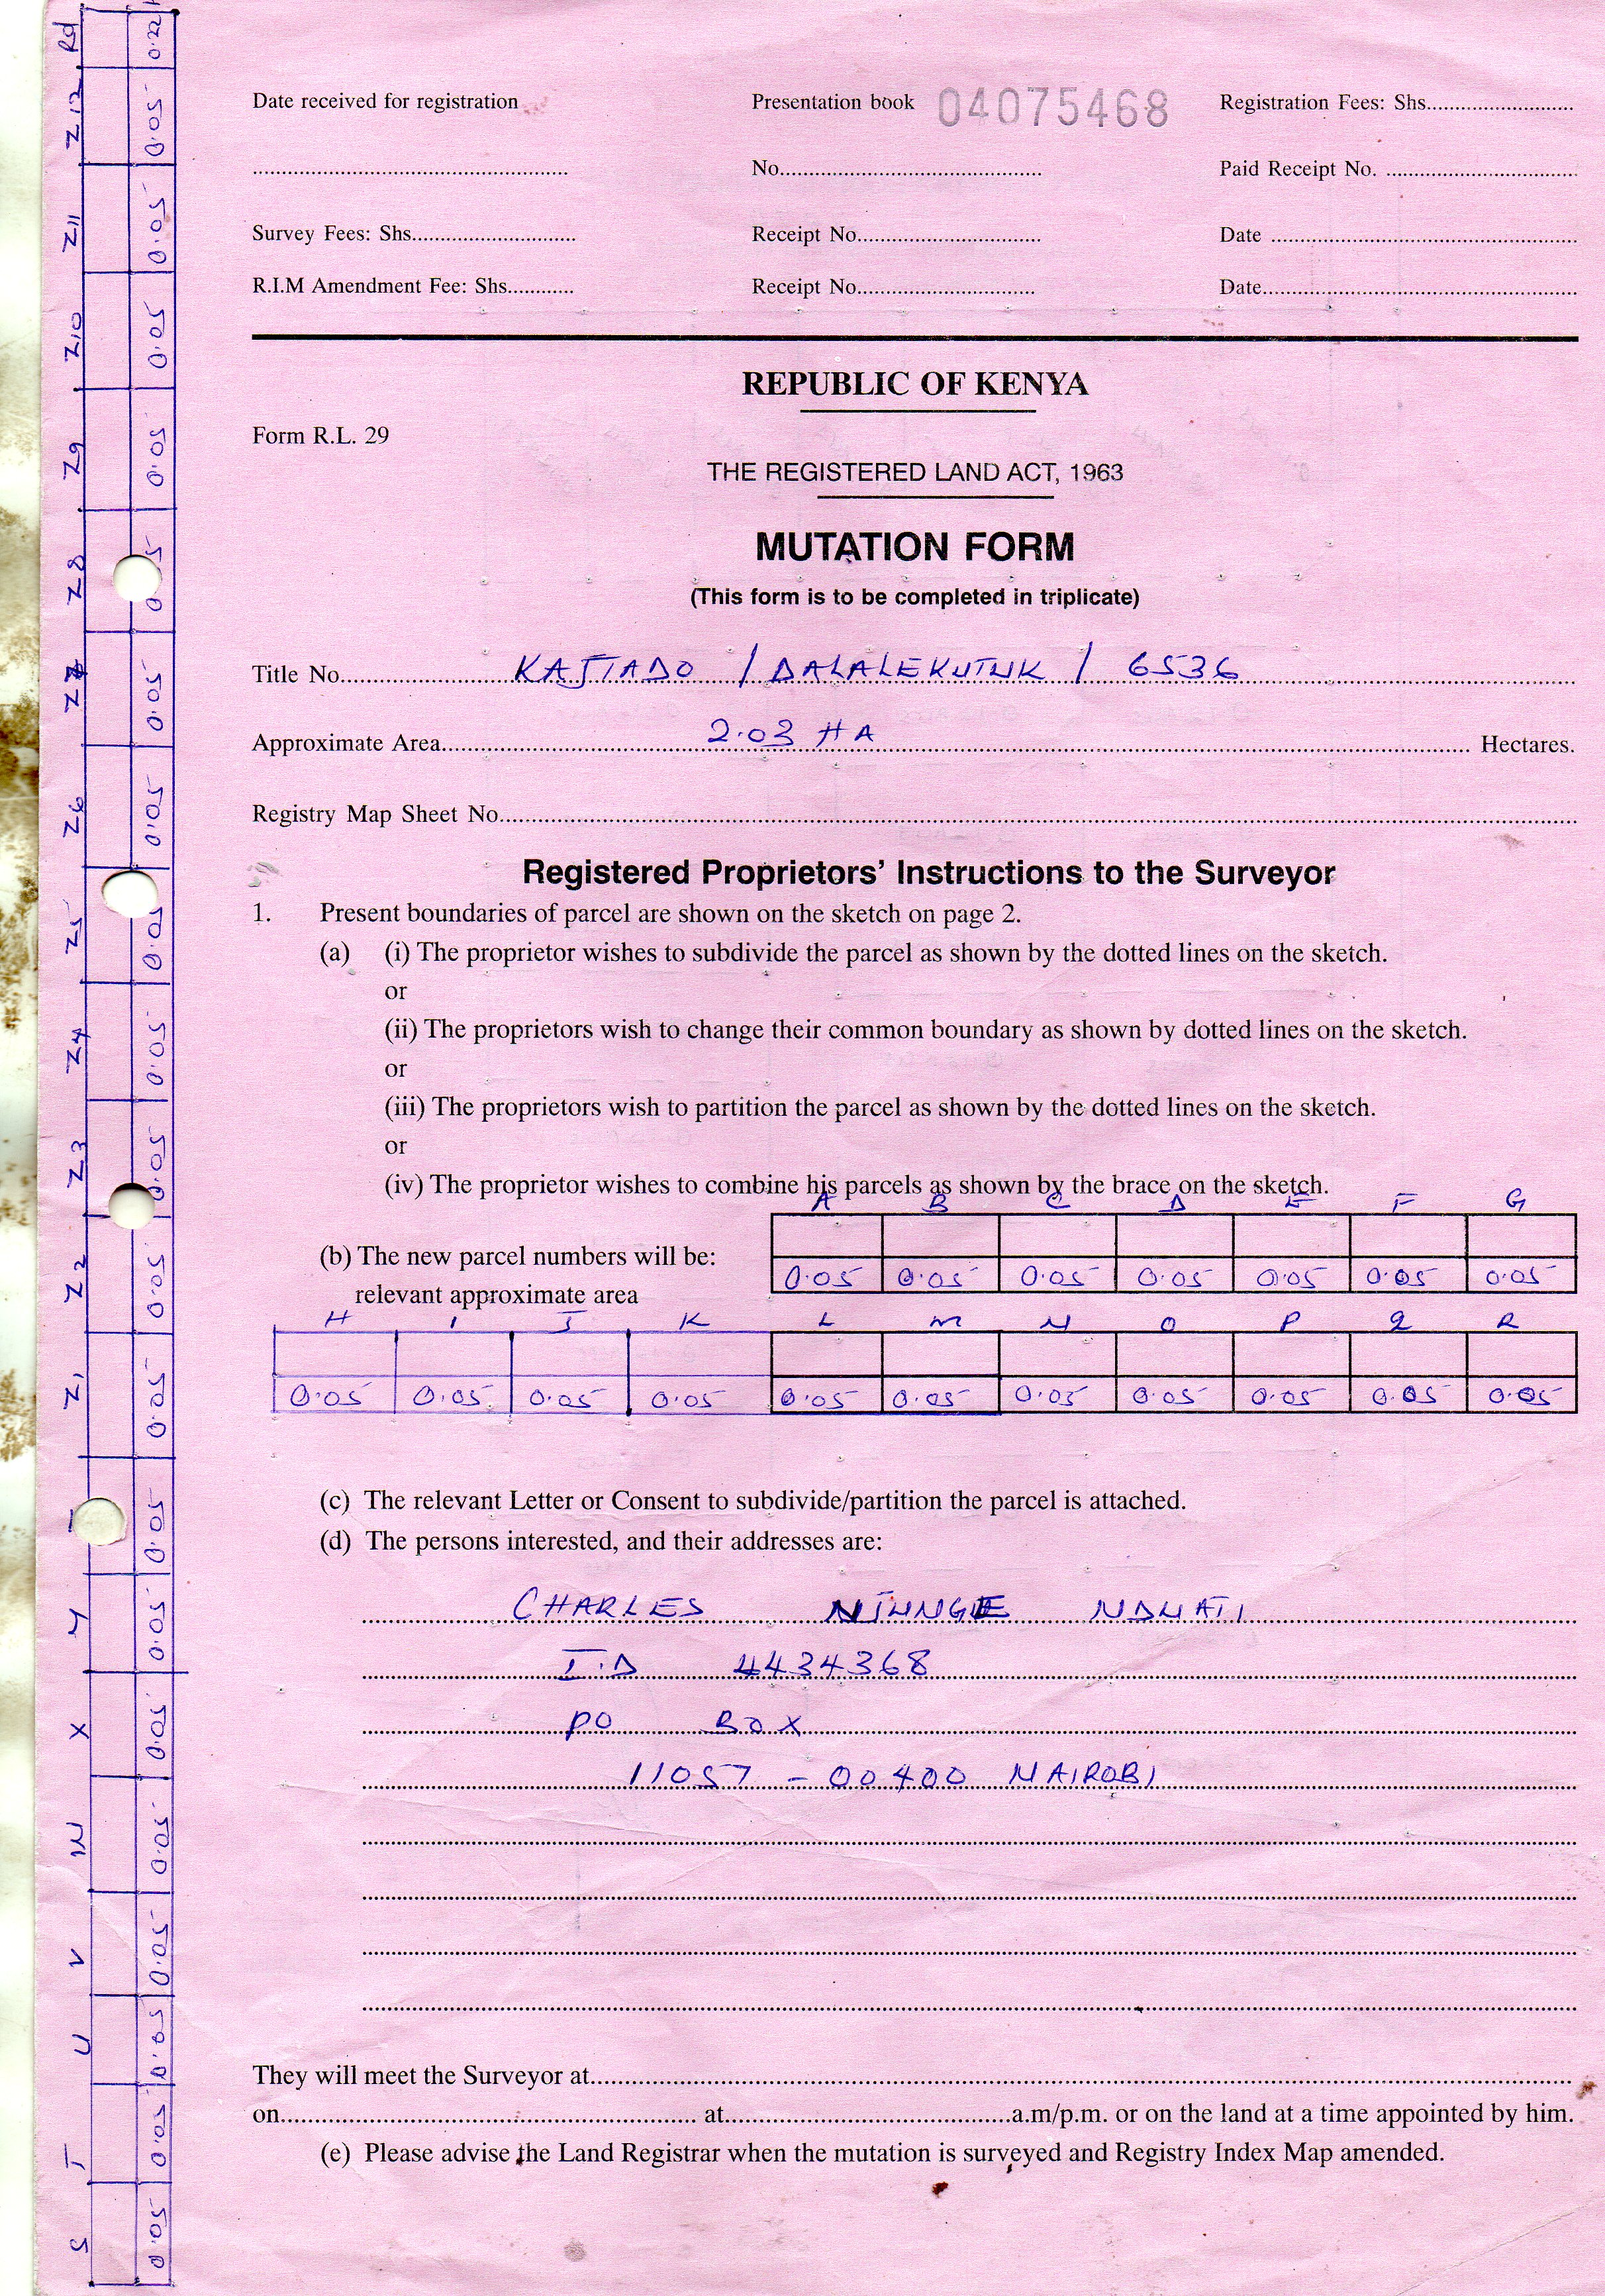 Date received for registration Presentation book 04075468 Registration Fees: Shs..........
.......... No.......... Paid Receipt No. ..........
Survey Fees: Shs.......... Receipt No.......... Date ..........
R.I.M Amendment Fee: Shs.......... Receipt No.......... Date..........
REPUBLIC OF KENYA
Form R.L. 29
THE REGISTERED LAND ACT, 1963
MUTATION FORM
(This form is to be completed in triplicate)
Title No. KAJIADO / DALALEKUTUK / 6536
Approximate Area 2.03 HA Hectares.
Registry Map Sheet No..........
Registered Proprietors' Instructions to the Surveyor
1. Present boundaries of parcel are shown on the sketch on page 2.
(a) (i) The proprietor wishes to subdivide the parcel as shown by the dotted lines on the sketch.
or
(ii) The proprietors wish to change their common boundary as shown by dotted lines on the sketch.
or
(iii) The proprietors wish to partition the parcel as shown by the dotted lines on the sketch.
or
(iv) The proprietor wishes to combine his parcels as shown by the brace on the sketch.
A B C D E F G
(b) The new parcel numbers will be:
0.05 0.05 0.05 0.05 0.05 0.05 0.05
relevant approximate area
H I J K L M N O P Q R
0.05 0.05 0.05 0.05 0.05 0.05 0.05 0.05 0.05 0.05 0.05
(c) The relevant Letter or Consent to subdivide/partition the parcel is attached.
(d) The persons interested, and their addresses are:
CHARLES NJUNGE NDUATI
I.D 4434368
PO BOX
11057 - 00400 NAIROBI
They will meet the Surveyor at..........
on.......... at..........a.m/p.m. or on the land at a time appointed by him.
(e) Please advise the Land Registrar when the mutation is surveyed and Registry Index Map amended.
S T U V W X Y Z1 Z2 Z3 Z4 Z5 Z6 Z7 Z8 Z9 Z10 Z11 Z12 Rd
0.05 0.05 0.05 0.05 0.05 0.05 0.05 0.05 0.05 0.05 0.05 0.05 0.05 0.05 0.05 0.05 0.05 0.05 0.05 0.05 0.22